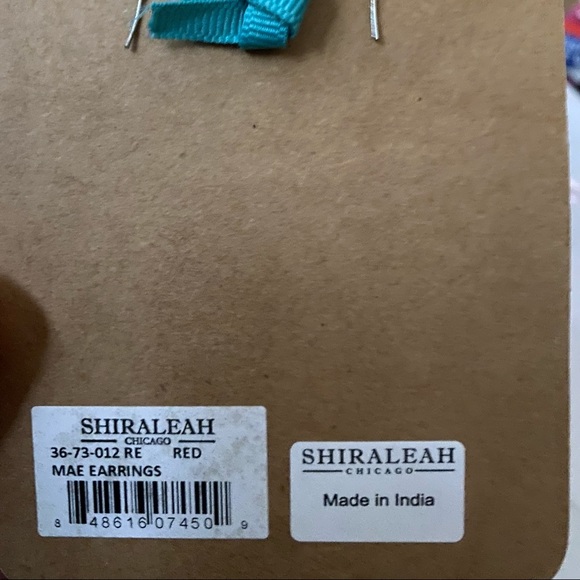 SHIRALEAH
CHICAGO
36-73-012 RE RED
MAE EARRINGS
8 48616 07450 9
SHIRALEAH
CHICAGO
Made in India